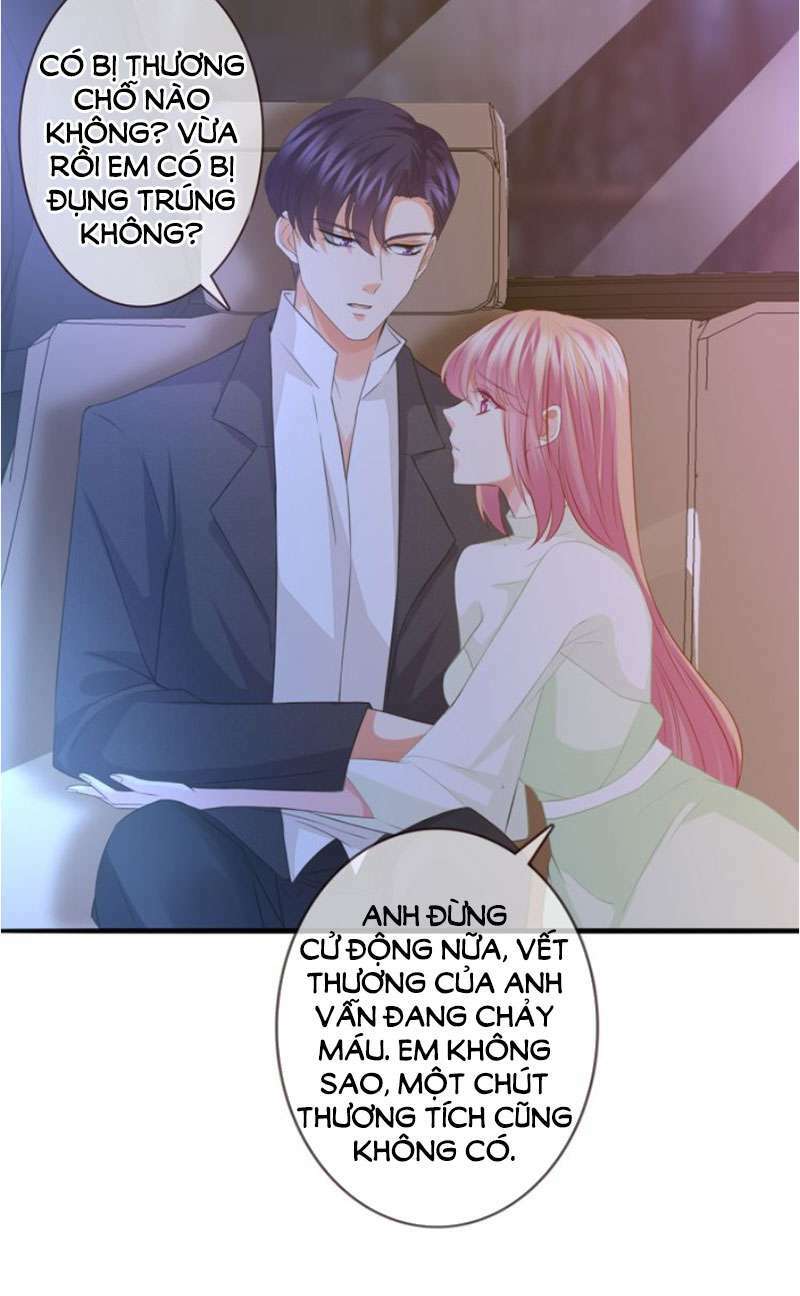 CÓ BỊ THƯƠNG
CHỖ NÀO
KHÔNG? VỪA
RỒI EM CÓ BỊ
ĐỤNG TRÚNG
KHÔNG?
ANH ĐỪNG
CỬ ĐỘNG NỮA, VẾT
THƯƠNG CỦA ANH
VẪN ĐANG CHẢY
MÁU. EM KHÔNG
SAO, MỘT CHÚT
THƯƠNG TÍCH CŨNG
KHÔNG CÓ.